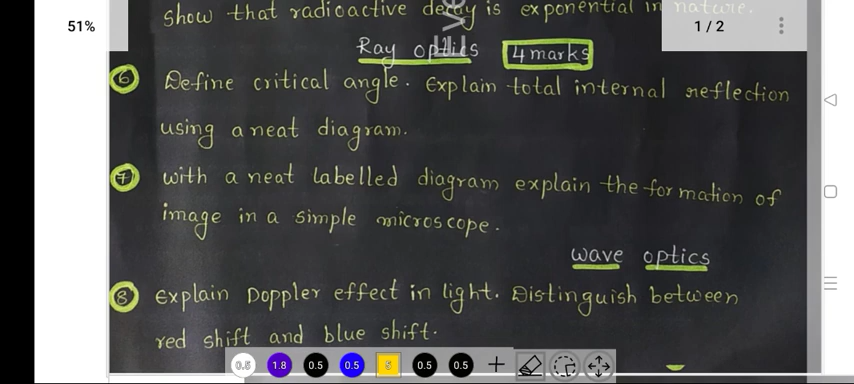 show that radioactive decay is exponential in nature.
51%
1 / 2
Ray optics 4 marks
6 Define critical angle. Explain total internal reflection
using a neat diagram.
7 with a neat labelled diagram explain the formation of
image in a simple microscope.
wave optics
8 Explain Doppler effect in light. Distinguish between
red shift and blue shift.
0.5 1.8 0.5 0.5 5 0.5 0.5